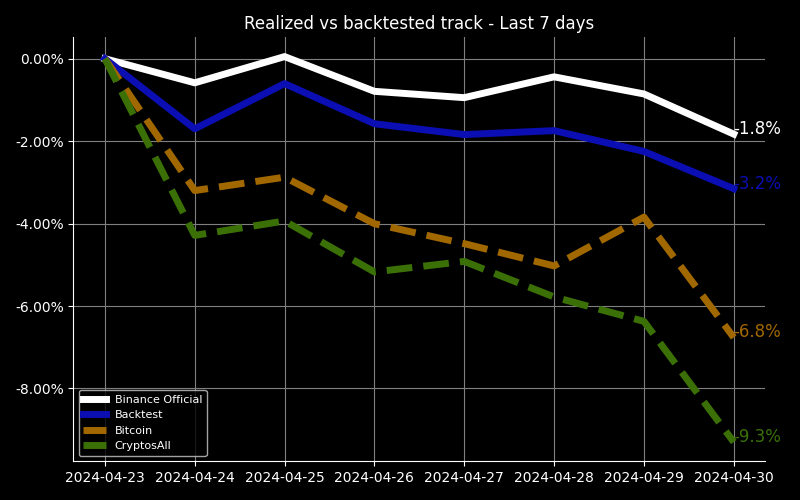 Realized vs backtested track - Last 7 days
0.00%
-2.00%
-4.00%
-6.00%
-8.00%
-1.8%
-3.2%
-6.8%
-9.3%
Binance Official
Backtest
Bitcoin
CryptosAll
2024-04-23 2024-04-24 2024-04-25 2024-04-26 2024-04-27 2024-04-28 2024-04-29 2024-04-30